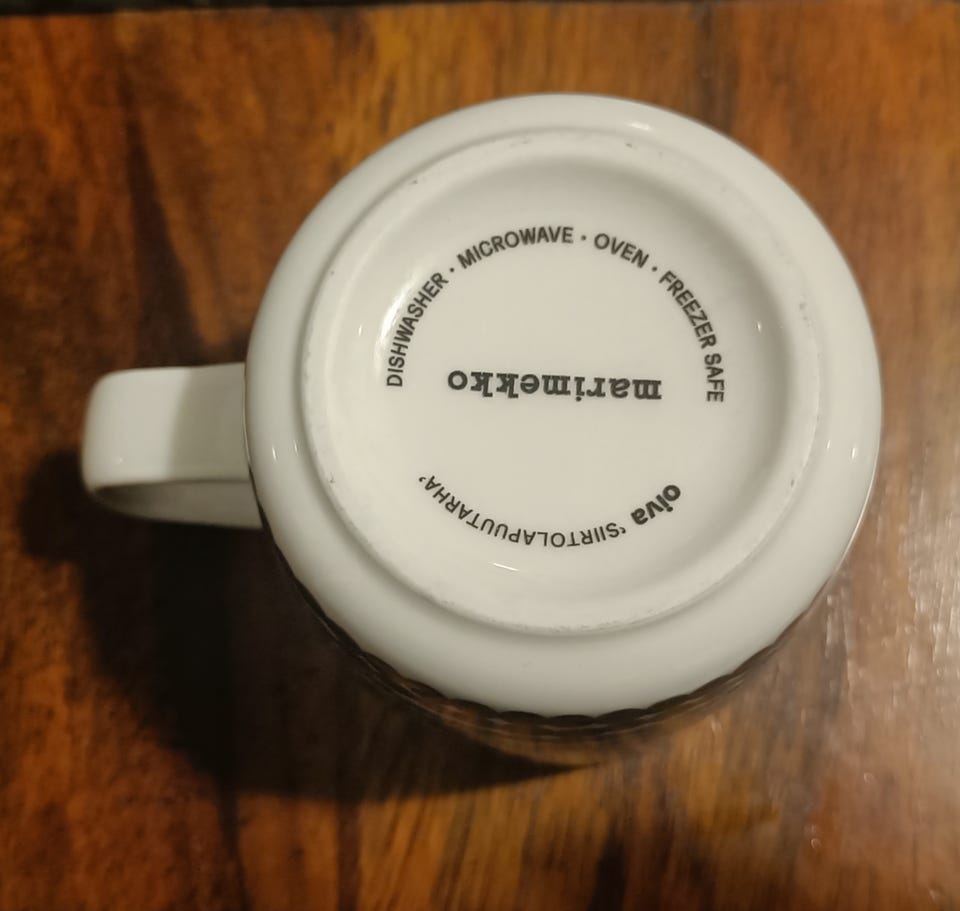 DISHWASHER · MICROWAVE · OVEN · FREEZER SAFE
marimekko
oiva 'SIIRTOLAPUUTARHA'